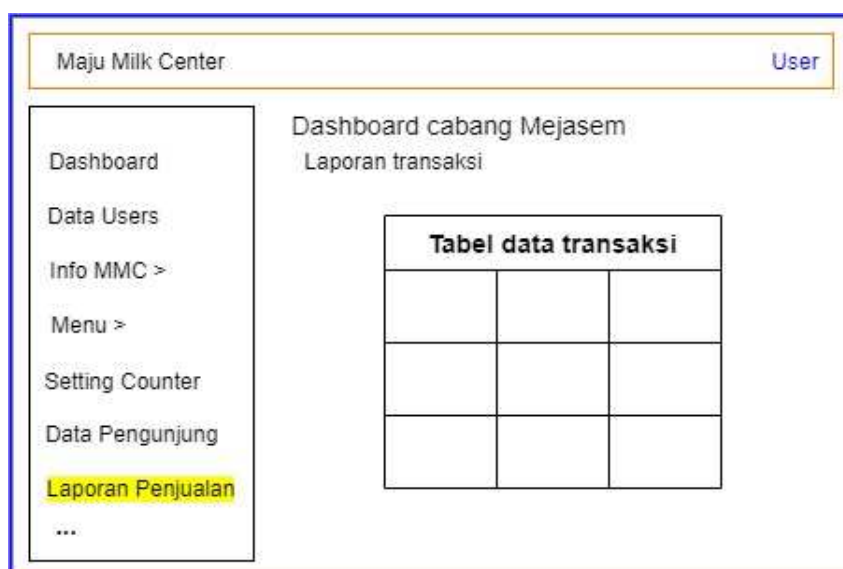 Maju Milk Center
User
Dashboard
Data Users
Info MMC >
Menu >
Setting Counter
Data Pengunjung
Laporan Penjualan
...
Dashboard cabang Mejasem
Laporan transaksi
Tabel data transaksi